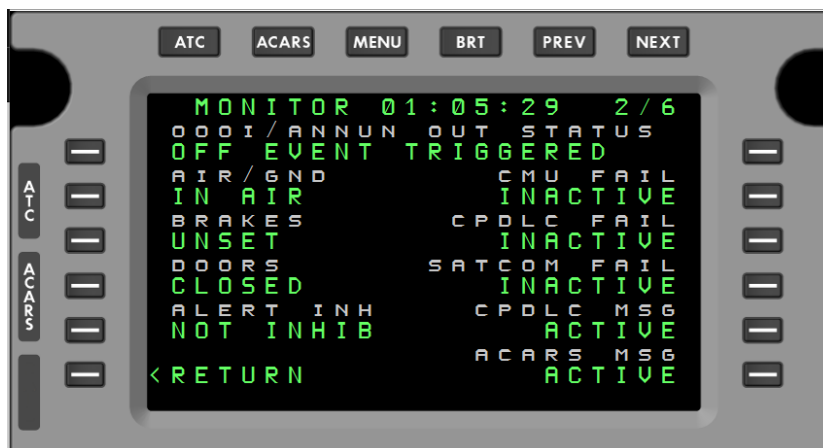 ATC ACARS MENU BRT PREV NEXT
MONITOR 01:05:29 2/6
OOOI/ANNUN OUT STATUS
OFF EVENT TRIGGERED
AIR/GND CMU FAIL
IN AIR INACTIVE
BRAKES CPDLC FAIL
UNSET INACTIVE
DOORS SATCOM FAIL
CLOSED INACTIVE
ALERT INH CPDLC MSG
NOT INHIB ACTIVE
ACARS MSG
<RETURN ACTIVE
ATC
ACARS